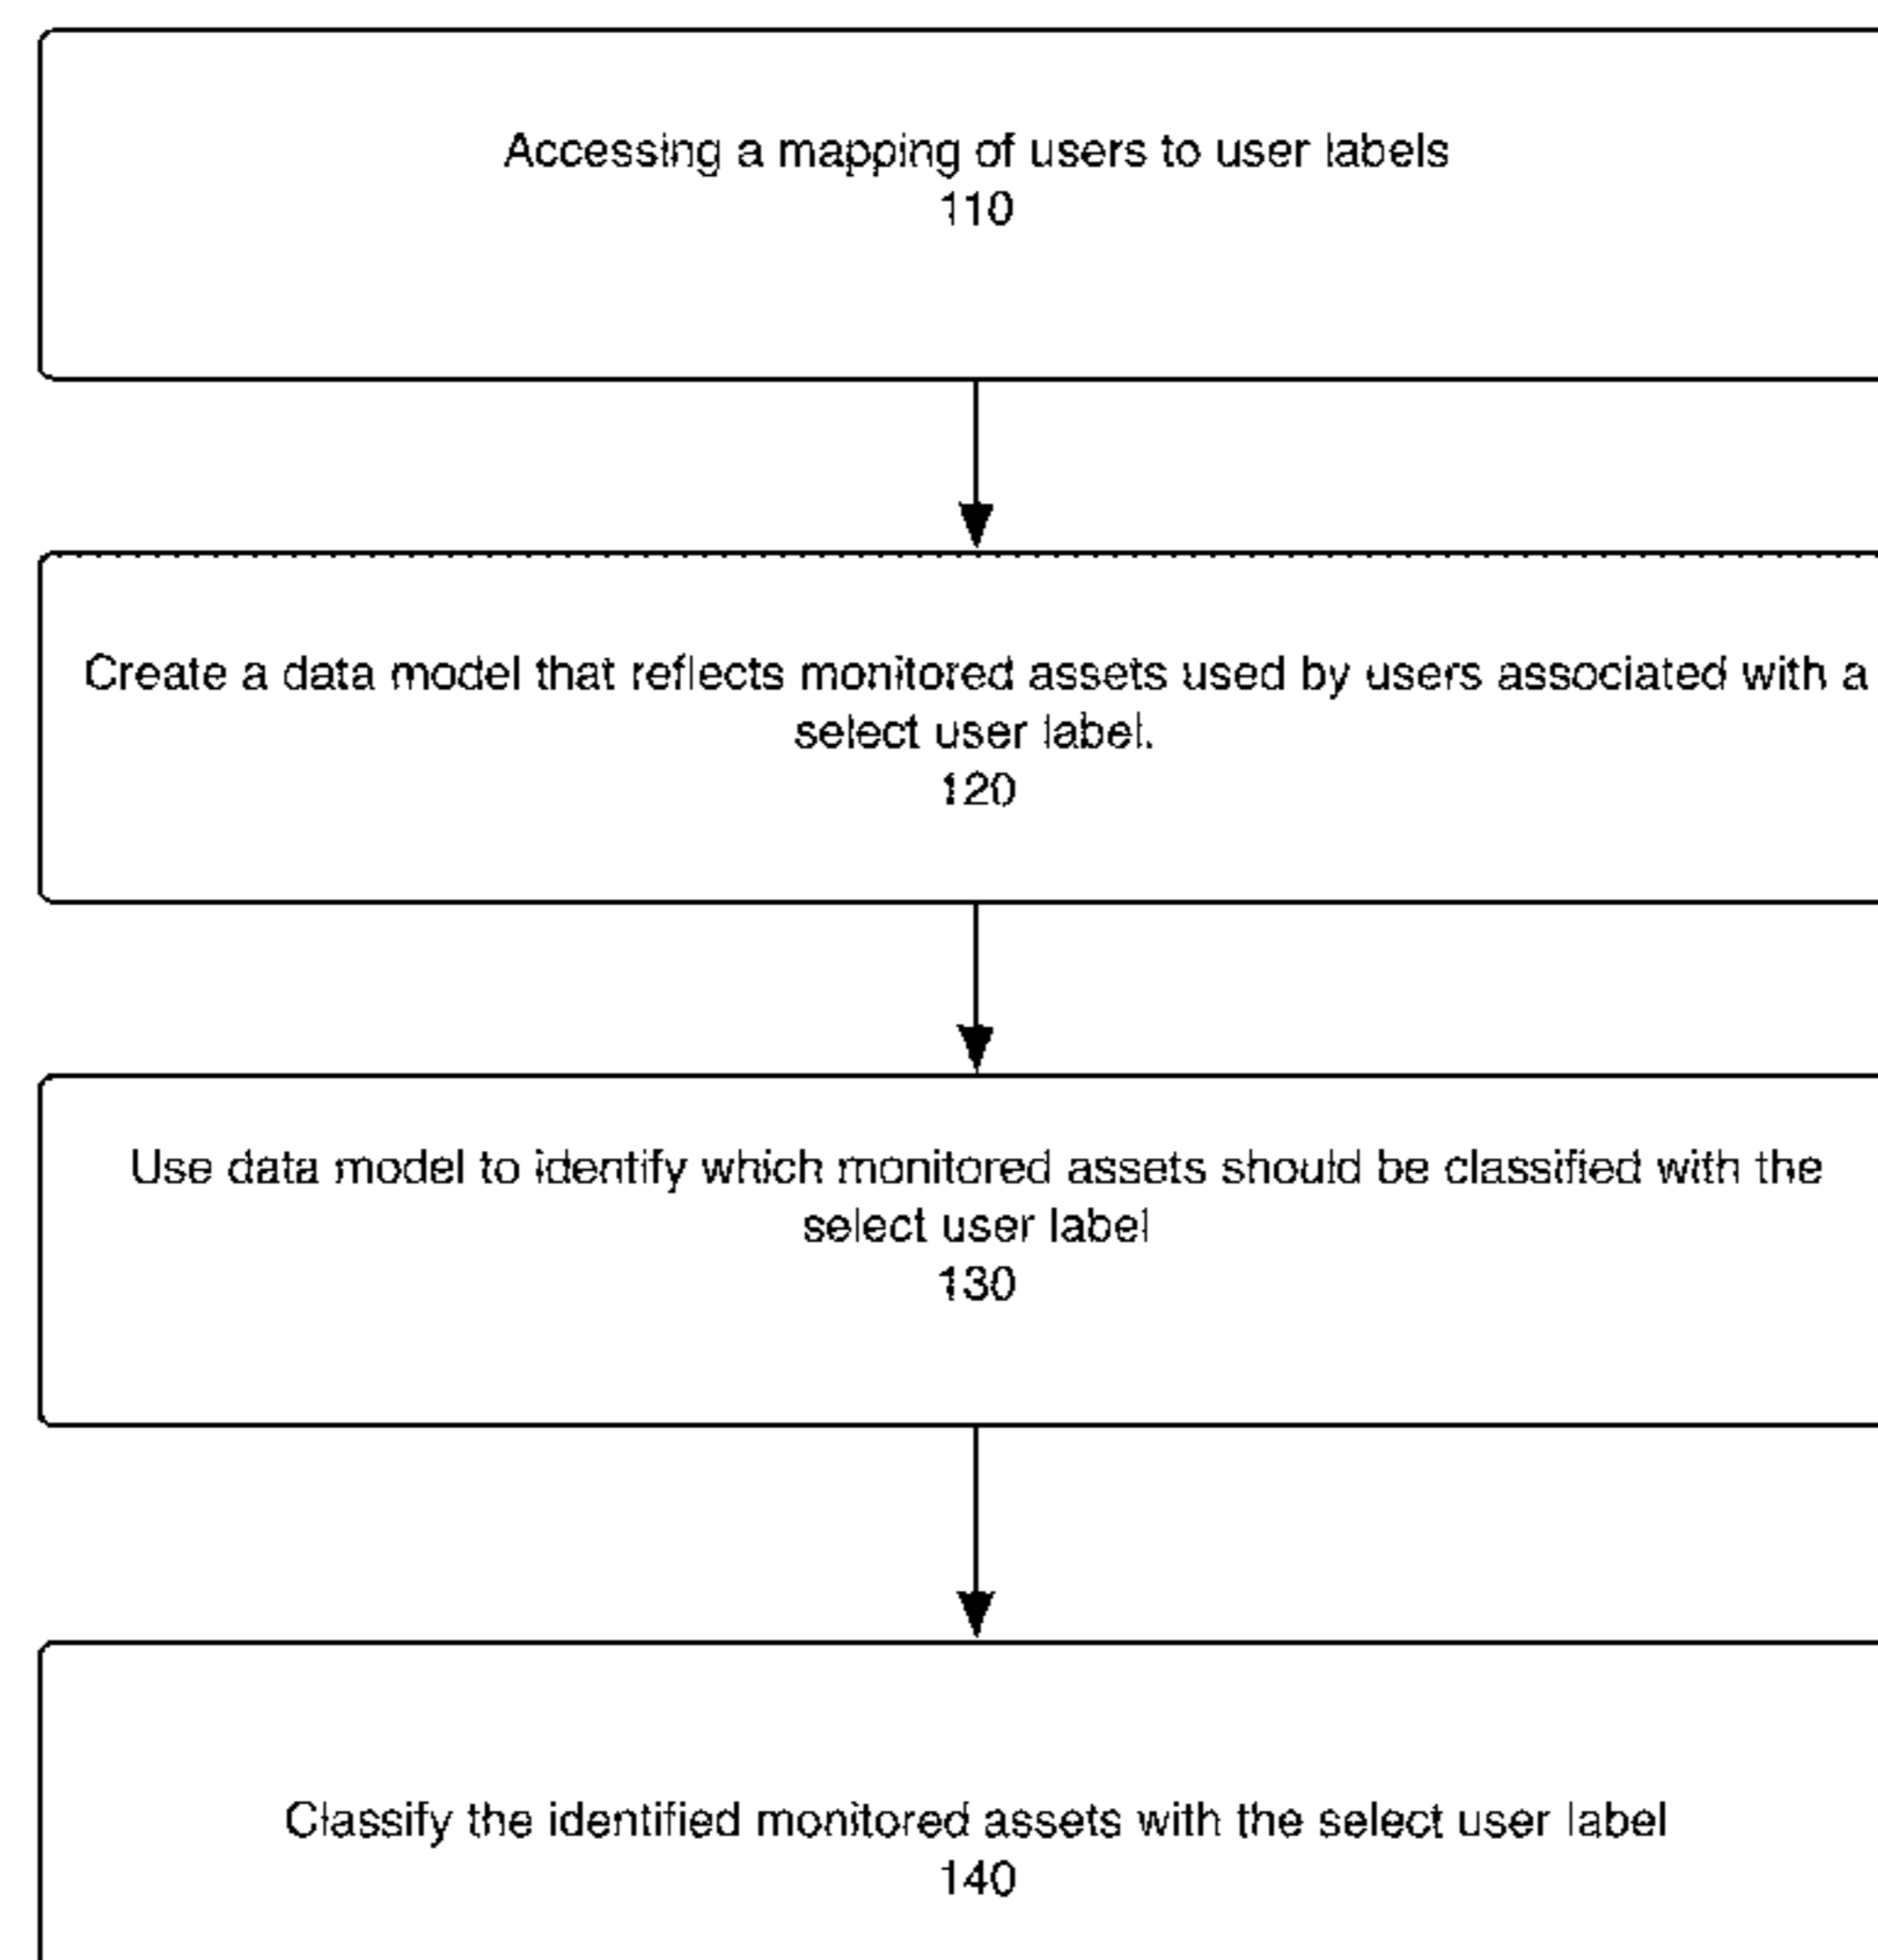 Accessing a mapping of users to user labels
110
Create a data model that reflects monitored assets used by users associated with a
select user label.
120
Use data model to identify which monitored assets should be classified with the
select user label
130
Classify the identified monitored assets with the select user label
140